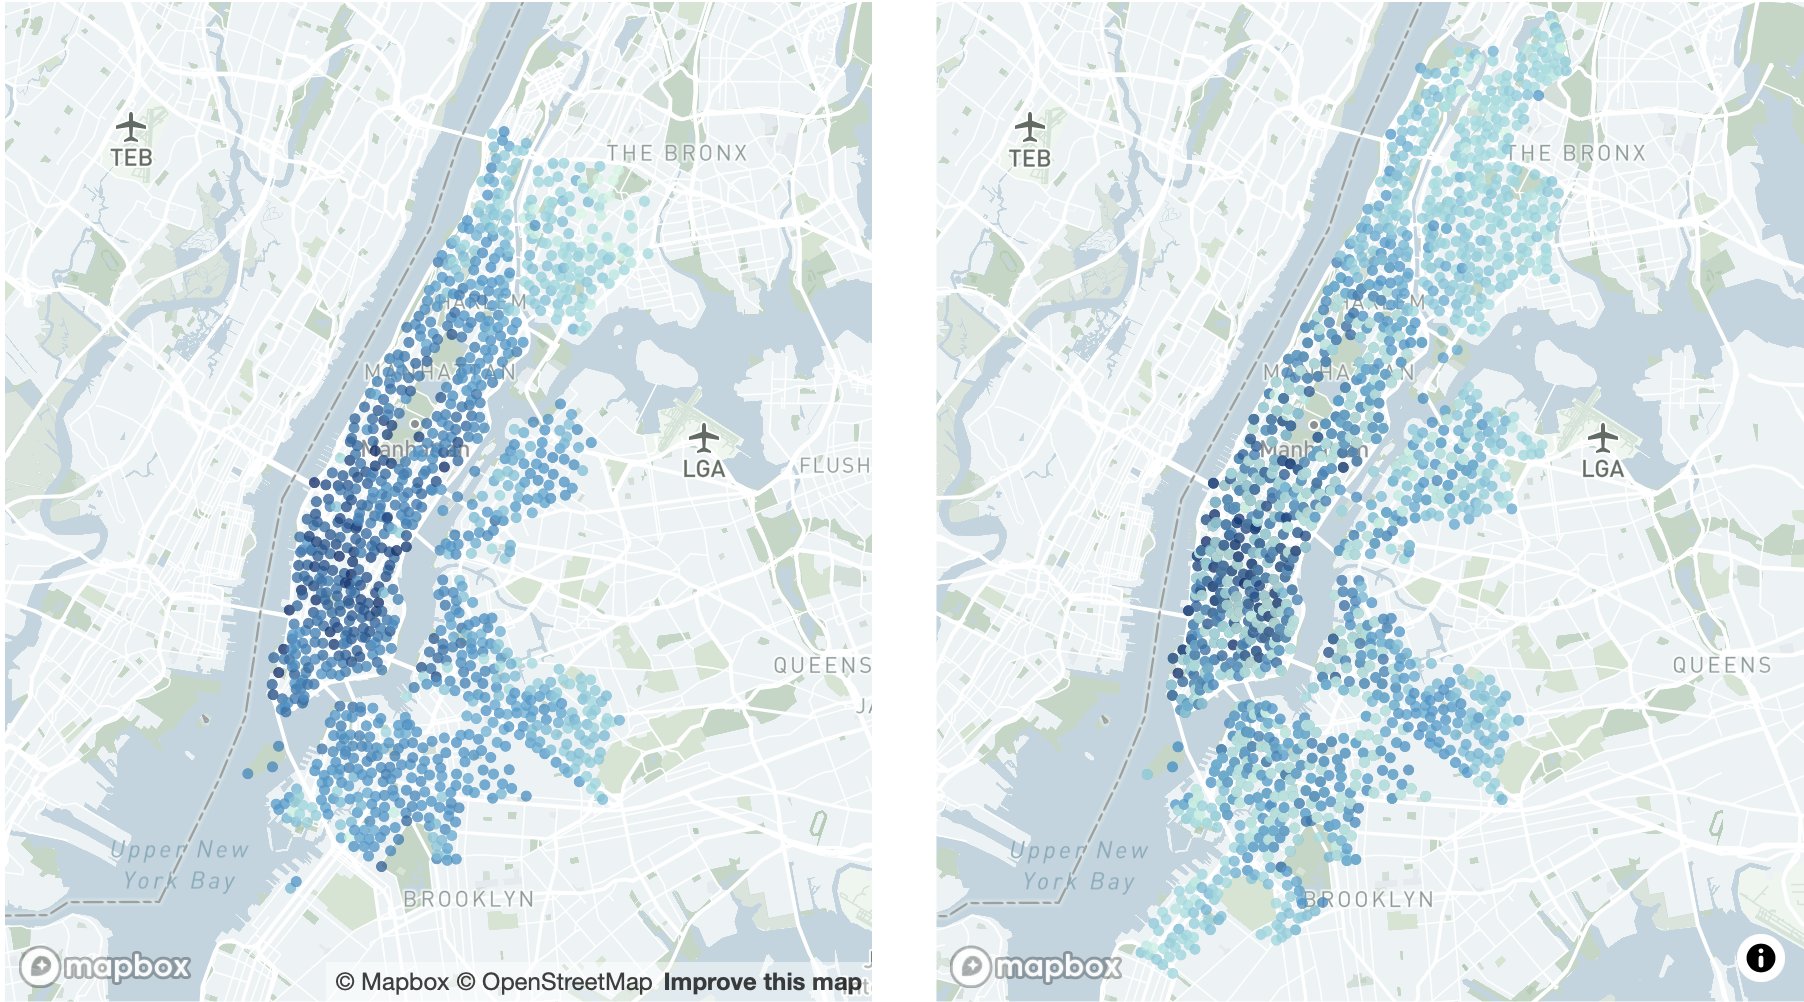 TEB
THE BRONX
HARLEM
MANHATTAN
Manhattan
LGA
FLUSH
QUEENS
JA
Upper New
York Bay
BROOKLYN
mapbox
© Mapbox © OpenStreetMap Improve this map
TEB
THE BRONX
MANHATTAN
Manhattan
LGA
QUEENS
Upper New
York Bay
BROOKLYN
mapbox
i